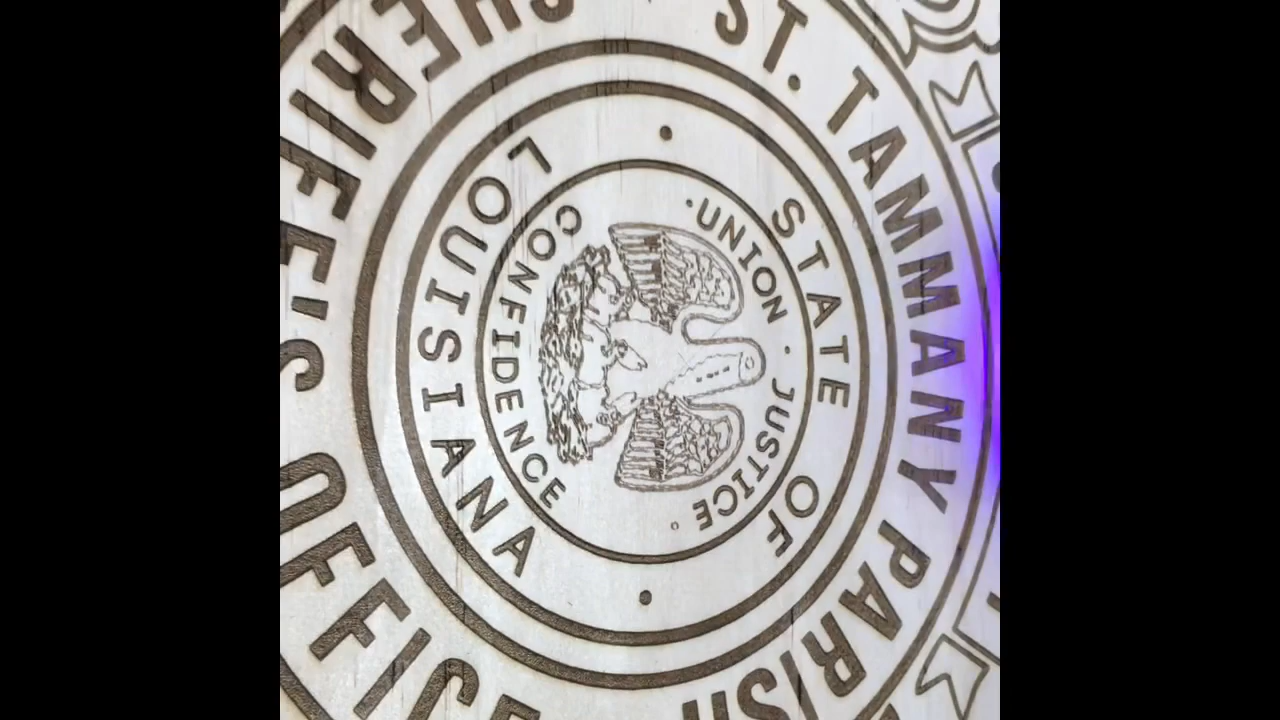 ST. TAMMANY PARISH
SHERIFF'S OFFICE
STATE OF
LOUISIANA
· UNION · JUSTICE ·
CONFIDENCE